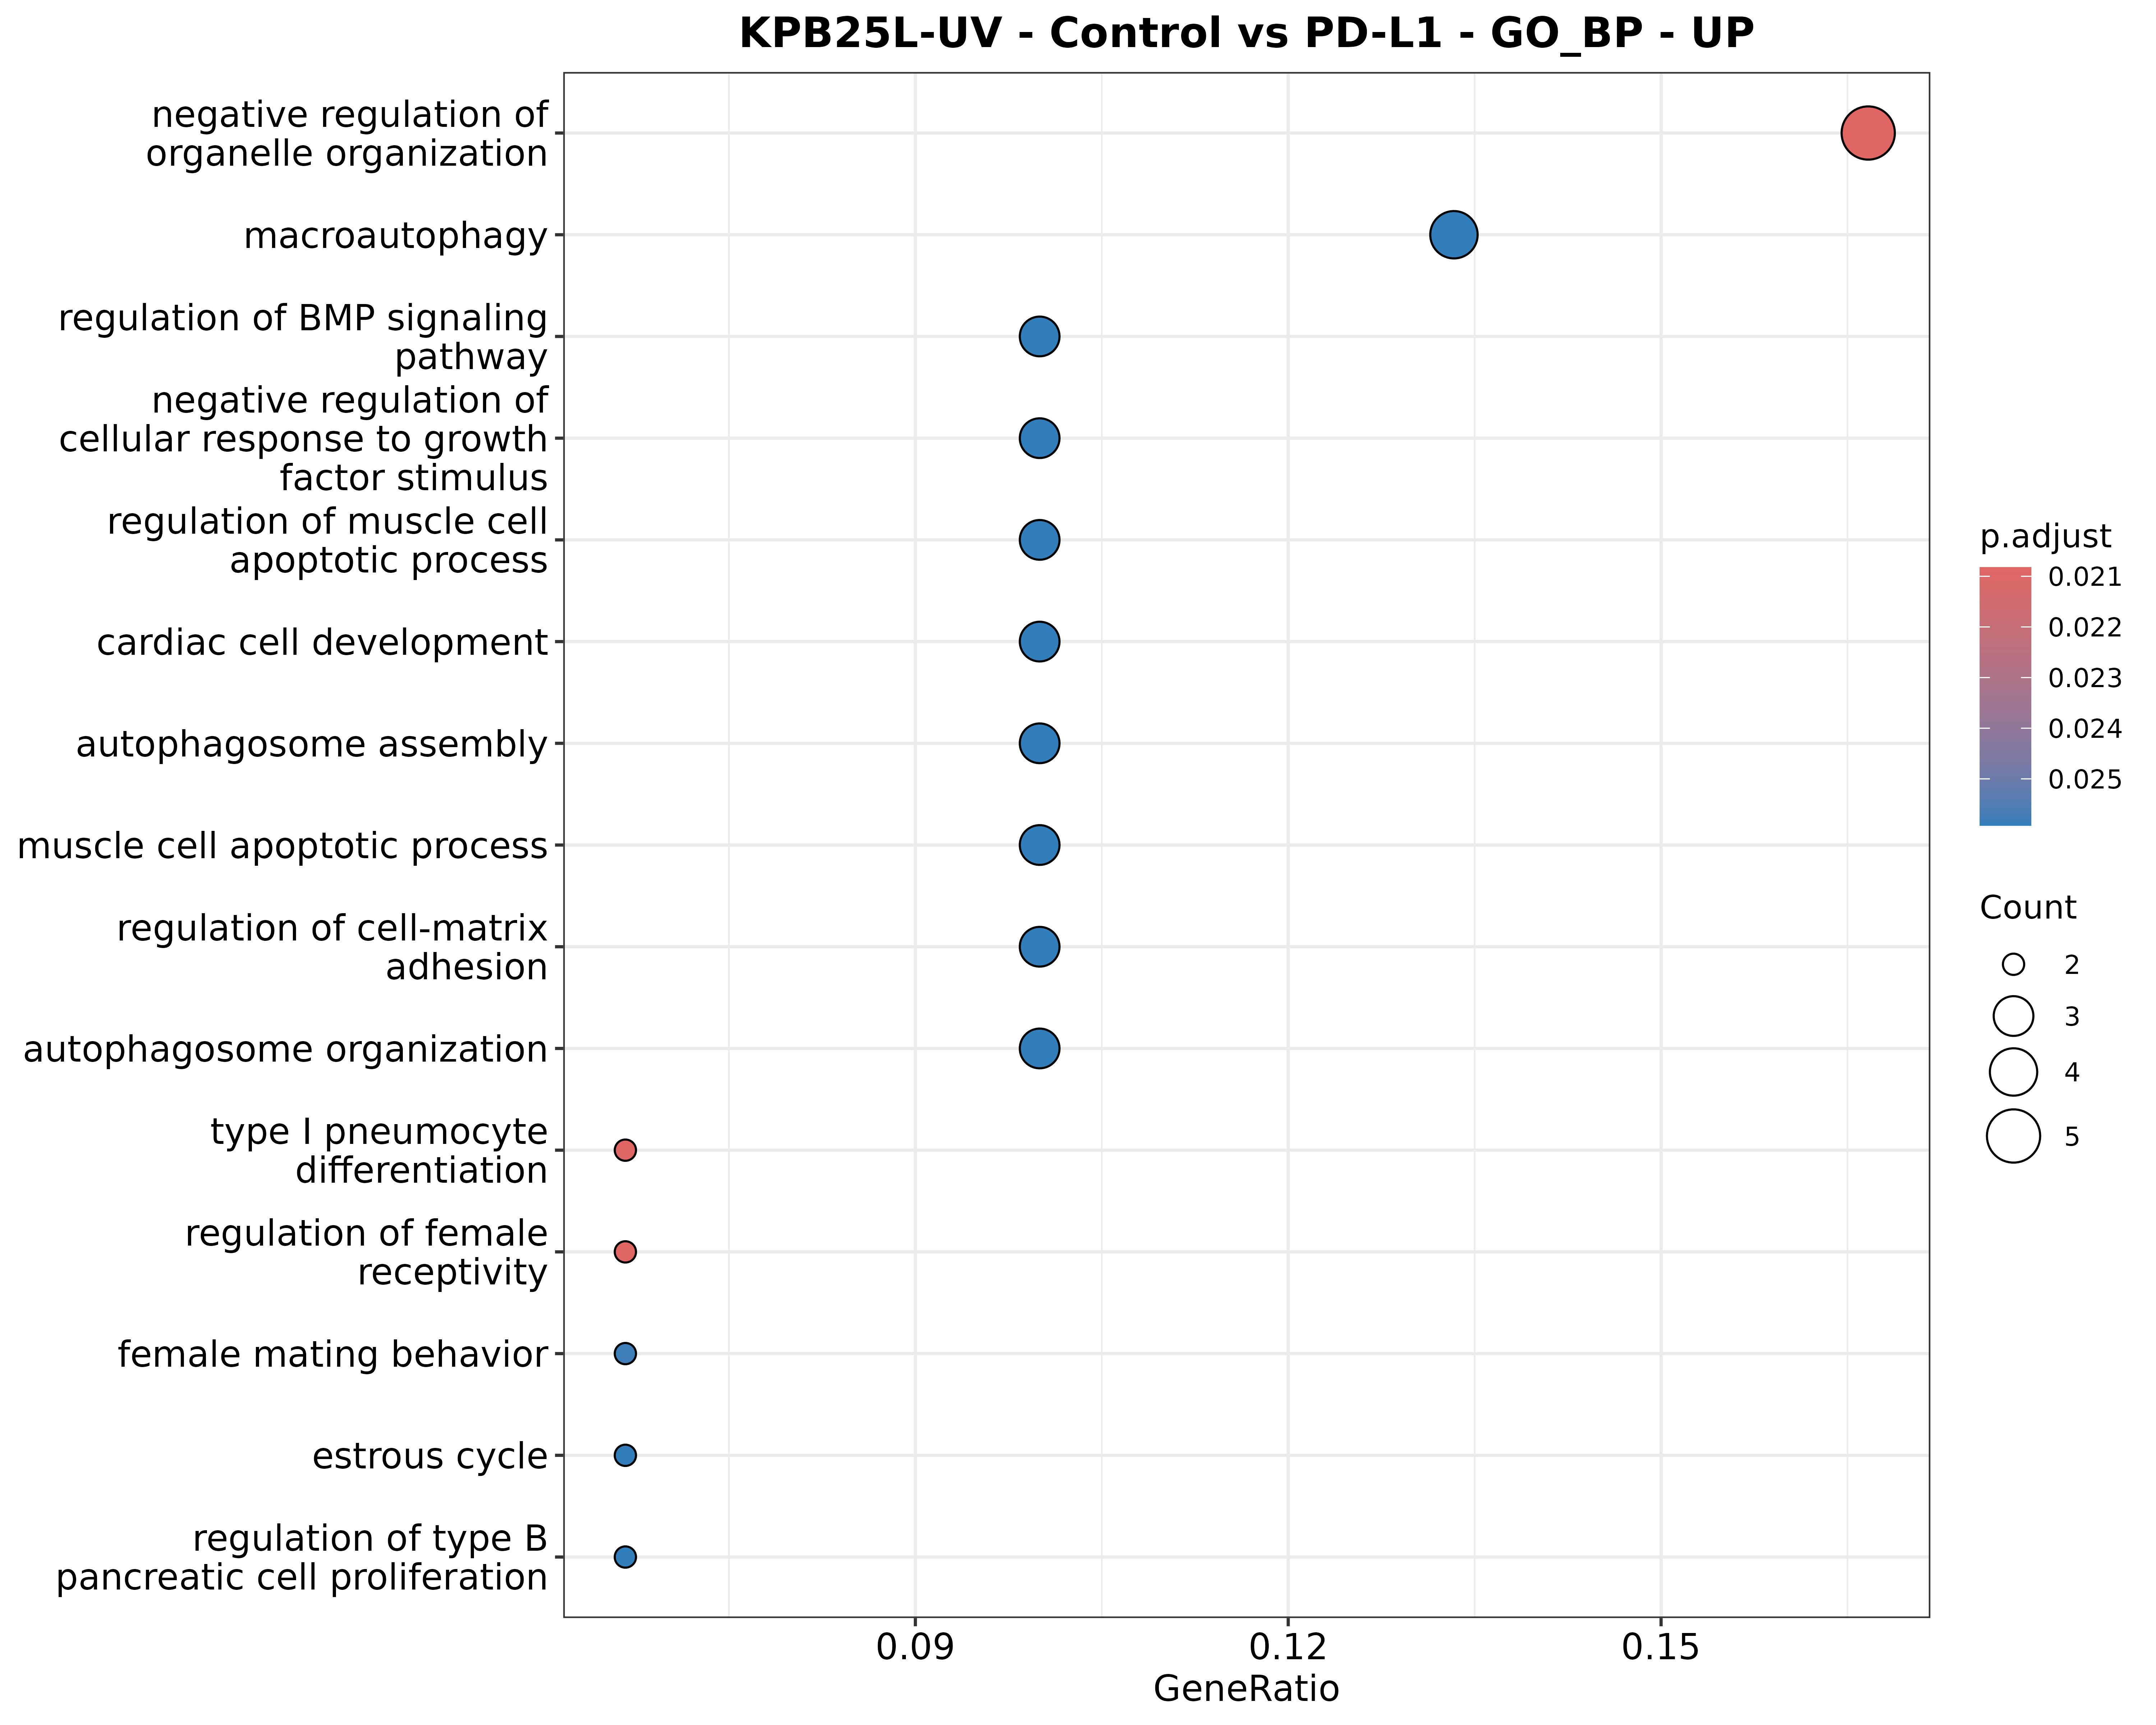 KPB25L-UV - Control vs PD-L1 - GO_BP - UP
negative regulation of
organelle organization
macroautophagy
regulation of BMP signaling
pathway
negative regulation of
cellular response to growth
factor stimulus
regulation of muscle cell
apoptotic process
cardiac cell development
autophagosome assembly
muscle cell apoptotic process
regulation of cell-matrix
adhesion
autophagosome organization
type I pneumocyte
differentiation
regulation of female
receptivity
female mating behavior
estrous cycle
regulation of type B
pancreatic cell proliferation
0.09
0.12
0.15
GeneRatio
p.adjust
0.021
0.022
0.023
0.024
0.025
Count
2
3
4
5